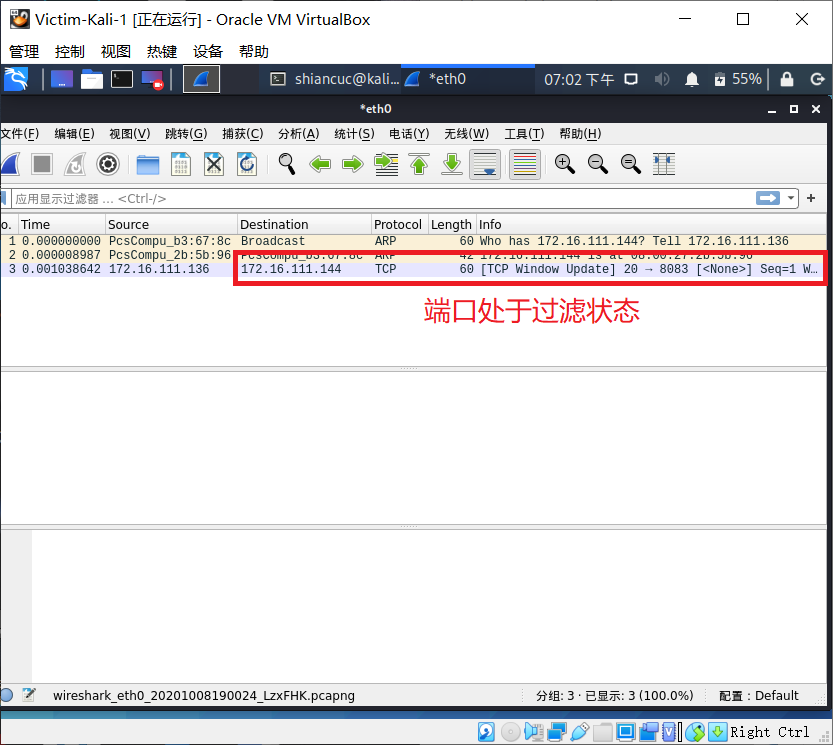 Victim-Kali-1 [正在运行] - Oracle VM VirtualBox
管理 控制 视图 热键 设备 帮助
shiancuc@kali... *eth0 07:02 下午 55%
*eth0
文件(F) 编辑(E) 视图(V) 跳转(G) 捕获(C) 分析(A) 统计(S) 电话(Y) 无线(W) 工具(T) 帮助(H)
应用显示过滤器 … <Ctrl-/>
o. Time Source Destination Protocol Length Info
1 0.000000000 PcsCompu_b3:67:8c Broadcast ARP 60 Who has 172.16.111.144? Tell 172.16.111.136
2 0.000008987 PcsCompu_2b:5b:96 PcsCompu_b3:67:8c ARP 42 172.16.111.144 is at 08:00:27:2b:5b:96
3 0.001038642 172.16.111.136 172.16.111.144 TCP 60 [TCP Window Update] 20 → 8083 [<None>] Seq=1 W…
端口处于过滤状态
wireshark_eth0_20201008190024_LzxFHK.pcapng 分组: 3 · 已显示: 3 (100.0%) 配置：Default
Right Ctrl